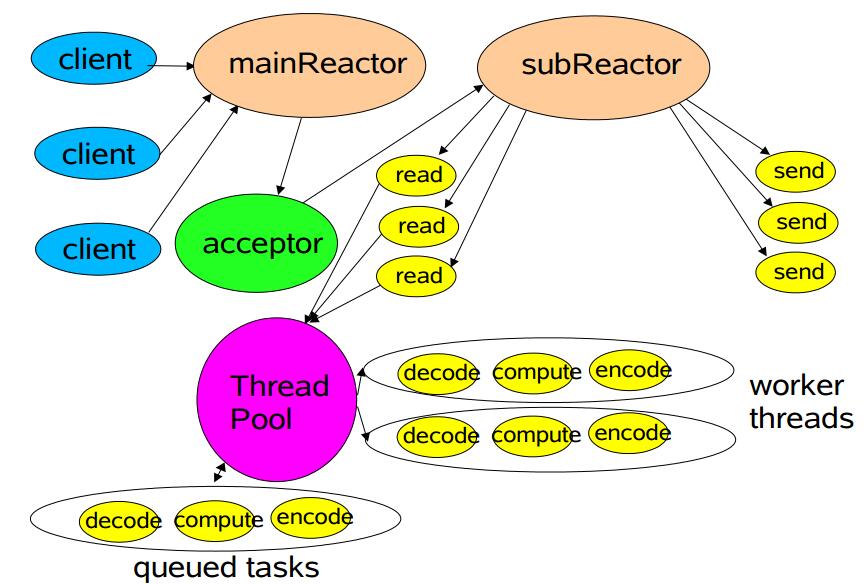 client
mainReactor
subReactor
client
client
acceptor
read
read
read
send
send
send
Thread
Pool
decode compute encode
decode compute encode
worker
threads
decode compute encode
queued tasks